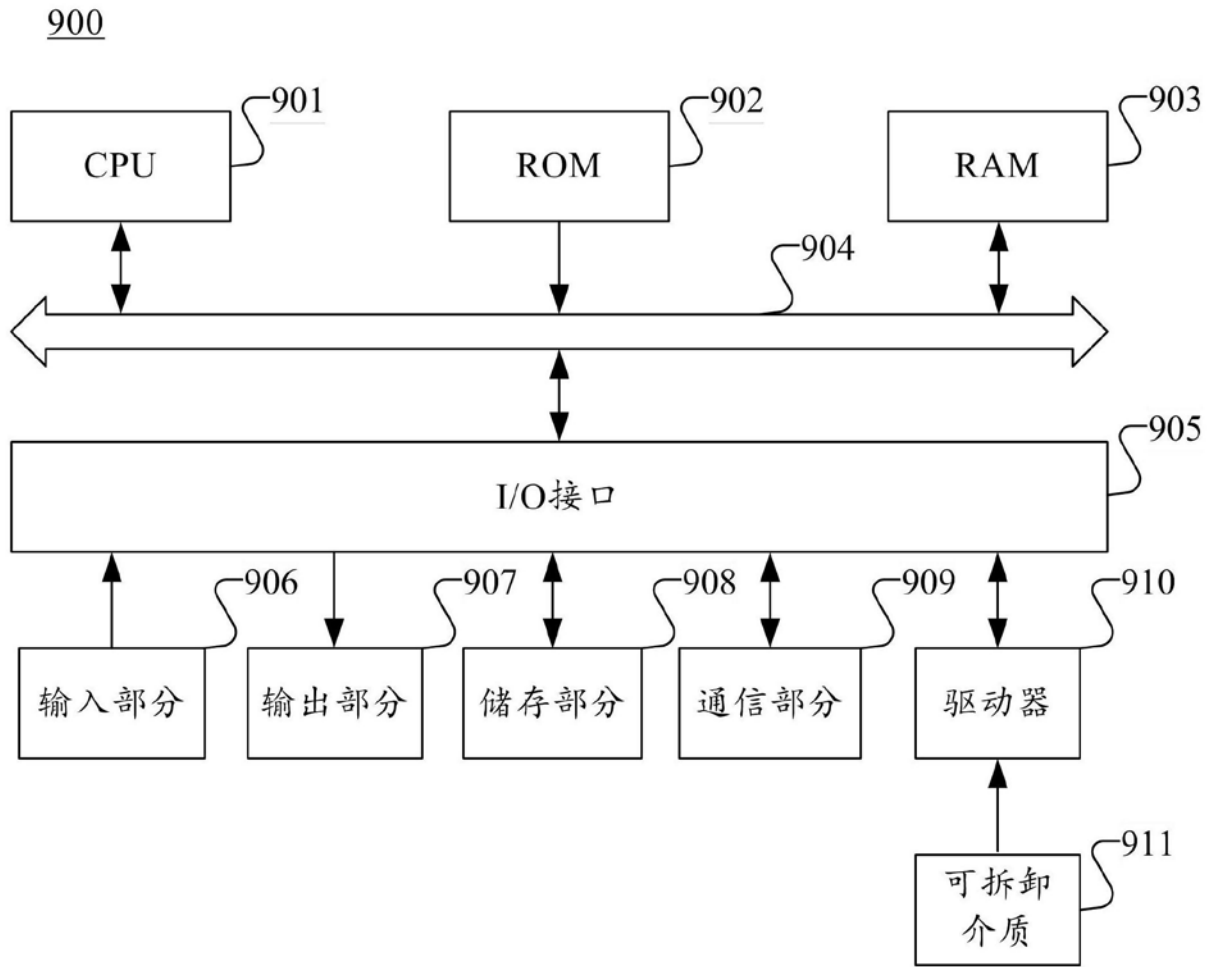 900
901
902
903
CPU
ROM
RAM
904
905
I/O接口
906
907
908
909
910
输入部分
输出部分
储存部分
通信部分
驱动器
911
可拆卸
介质